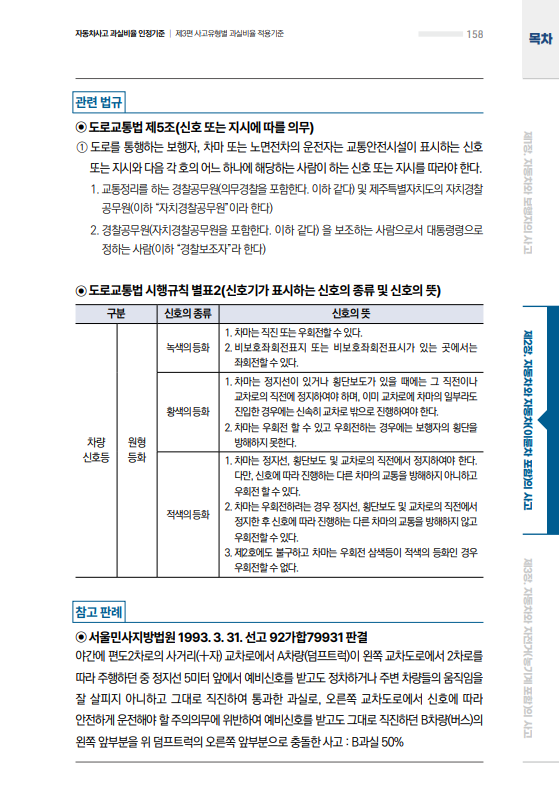 자동차사고 과실비율 인정기준 | 제3편 사고유형별 과실비율 적용기준
158
목차
관련 법규
◉ 도로교통법 제5조(신호 또는 지시에 따를 의무)
① 도로를 통행하는 보행자, 차마 또는 노면전차의 운전자는 교통안전시설이 표시하는 신호
또는 지시와 다음 각 호의 어느 하나에 해당하는 사람이 하는 신호 또는 지시를 따라야 한다.
1. 교통정리를 하는 경찰공무원(의무경찰을 포함한다. 이하 같다) 및 제주특별자치도의 자치경찰
공무원(이하 “자치경찰공무원”이라 한다)
2. 경찰공무원(자치경찰공무원을 포함한다. 이하 같다) 을 보조하는 사람으로서 대통령령으로
정하는 사람(이하 “경찰보조자”라 한다)
◉ 도로교통법 시행규칙 별표2(신호기가 표시하는 신호의 종류 및 신호의 뜻)
구분
신호의 종류
신호의 뜻
차량
신호등
원형
등화
녹색의 등화
1. 차마는 직진 또는 우회전할 수 있다.
2. 비보호좌회전표지 또는 비보호좌회전표시가 있는 곳에서는
좌회전할 수 있다.
황색의 등화
1. 차마는 정지선이 있거나 횡단보도가 있을 때에는 그 직전이나
교차로의 직전에 정지하여야 하며, 이미 교차로에 차마의 일부라도
진입한 경우에는 신속히 교차로 밖으로 진행하여야 한다.
2. 차마는 우회전 할 수 있고 우회전하는 경우에는 보행자의 횡단을
방해하지 못한다.
적색의 등화
1. 차마는 정지선, 횡단보도 및 교차로의 직전에서 정지하여야 한다.
다만, 신호에 따라 진행하는 다른 차마의 교통을 방해하지 아니하고
우회전 할 수 있다.
2. 차마는 우회전하려는 경우 정지선, 횡단보도 및 교차로의 직전에서
정지한 후 신호에 따라 진행하는 다른 차마의 교통을 방해하지 않고
우회전할 수 있다.
3. 제2호에도 불구하고 차마는 우회전 삼색등이 적색의 등화인 경우
우회전할 수 없다.
참고 판례
◉ 서울민사지방법원 1993. 3. 31. 선고 92가합79931 판결
야간에 편도2차로의 사거리(十자) 교차로에서 A차량(덤프트럭)이 왼쪽 교차도로에서 2차로를
따라 주행하던 중 정지선 5미터 앞에서 예비신호를 받고도 정차하거나 주변 차량들의 움직임을
잘 살피지 아니하고 그대로 직진하여 통과한 과실로, 오른쪽 교차도로에서 신호에 따라
안전하게 운전해야 할 주의의무에 위반하여 예비신호를 받고도 그대로 직진하던 B차량(버스)의
왼쪽 앞부분을 위 덤프트럭의 오른쪽 앞부분으로 충돌한 사고 : B과실 50%
제1장. 자동차와 보행자의 사고
제2장. 자동차와 자동차(이륜차 포함)의 사고
제3장. 자동차와 자전거(농기계 포함)의 사고